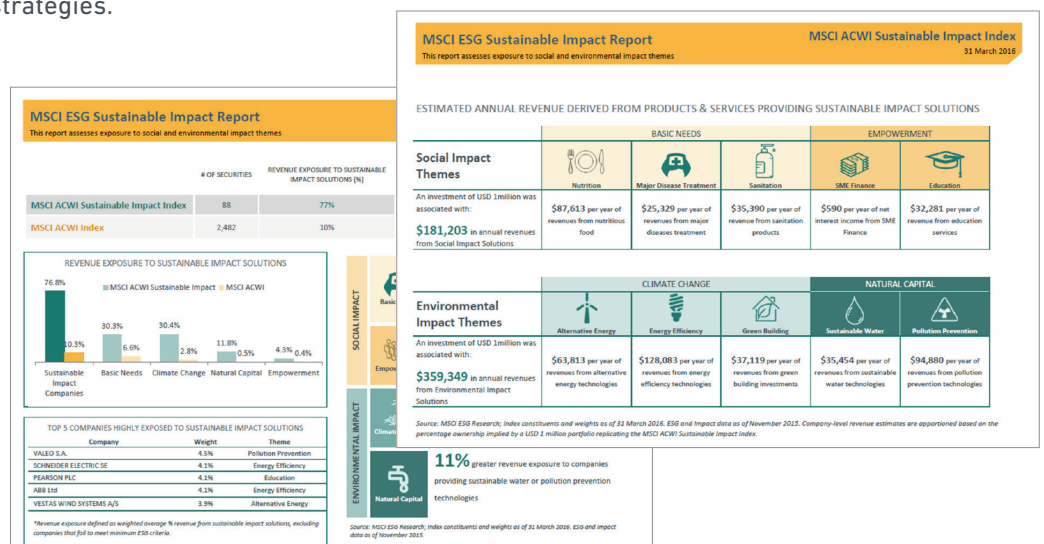 strategies.
MSCI ESG Sustainable Impact Report
This report assesses exposure to social and environmental impact themes
# OF SECURITIES
REVENUE EXPOSURE TO SUSTAINABLE
IMPACT SOLUTIONS (%)
MSCI ACWI Sustainable Impact Index 88 77%
MSCI ACWI Index 2,482 10%
REVENUE EXPOSURE TO SUSTAINABLE IMPACT SOLUTIONS
MSCI ACWI Sustainable Impact MSCI ACWI
76.8% 10.3% 30.3% 6.6% 30.4% 2.8% 11.8% 0.5% 4.3% 0.4%
Sustainable
Impact
Companies
Basic Needs Climate Change Natural Capital Empowerment
TOP 5 COMPANIES HIGHLY EXPOSED TO SUSTAINABLE IMPACT SOLUTIONS
Company Weight Theme
VALEO S.A. 4.5% Pollution Prevention
SCHNEIDER ELECTRIC SE 4.1% Energy Efficiency
PEARSON PLC 4.1% Education
ABB Ltd 4.1% Energy Efficiency
VESTAS WIND SYSTEMS A/S 3.9% Alternative Energy
*Revenue exposure defined as weighted average % revenue from sustainable impact solutions, excluding
companies that fail to meet minimum ESG criteria.
SOCIAL IMPACT
Basic
Empow
ENVIRONMENTAL IMPACT
Climat
Natural Capital
11% greater revenue exposure to companies
providing sustainable water or pollution prevention
technologies
Source: MSCI ESG Research; Index constituents and weights as of 31 March 2016. ESG and Impact
data as of November 2015.
MSCI ESG Sustainable Impact Report
This report assesses exposure to social and environmental impact themes
MSCI ACWI Sustainable Impact Index
31 March 2016
ESTIMATED ANNUAL REVENUE DERIVED FROM PRODUCTS & SERVICES PROVIDING SUSTAINABLE IMPACT SOLUTIONS
BASIC NEEDS EMPOWERMENT
Social Impact
Themes
Nutrition Major Disease Treatment Sanitation SME Finance Education
An investment of USD 1million was
associated with:
$181,203 in annual revenues
from Social Impact Solutions
$87,613 per year of
revenues from nutritious
food
$25,329 per year of
revenues from major
diseases treatment
$35,390 per year of
revenue from sanitation
products
$590 per year of net
interest income from SME
Finance
$32,281 per year of
revenue from education
services
CLIMATE CHANGE NATURAL CAPITAL
Environmental
Impact Themes
Alternative Energy Energy Efficiency Green Building Sustainable Water Pollution Prevention
An investment of USD 1million was
associated with:
$359,349 in annual revenues
from Environmental Impact
Solutions
$63,813 per year of
revenues from alternative
energy technologies
$128,083 per year of
revenues from energy
efficiency technologies
$37,119 per year of
revenues from green
building investments
$35,454 per year of
revenues from sustainable
water technologies
$94,880 per year of
revenues from pollution
prevention technologies
Source: MSCI ESG Research; Index constituents and weights as of 31 March 2016. ESG and Impact data as of November 2015. Company-level revenue estimates are apportioned based on the
percentage ownership implied by a USD 1 million portfolio replicating the MSCI ACWI Sustainable Impact Index.